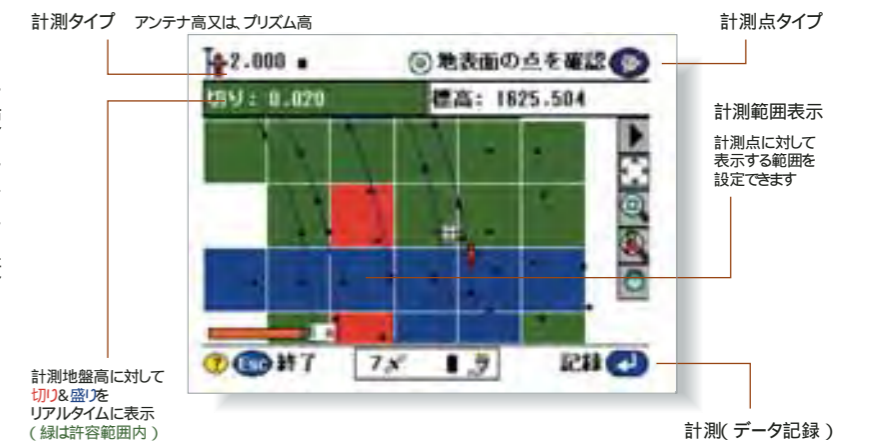 計測タイプ
アンテナ高又は、プリズム高
計測点タイプ
2.000 m
地表面の点を確認
切り: 0.020
標高: 1625.504
計測範囲表示
計測点に対して
表示する範囲を
設定できます
計測地盤高に対して
切り&盛りを
リアルタイムに表示
(緑は許容範囲内)
? Esc 終了
記録
計測(データ記録)